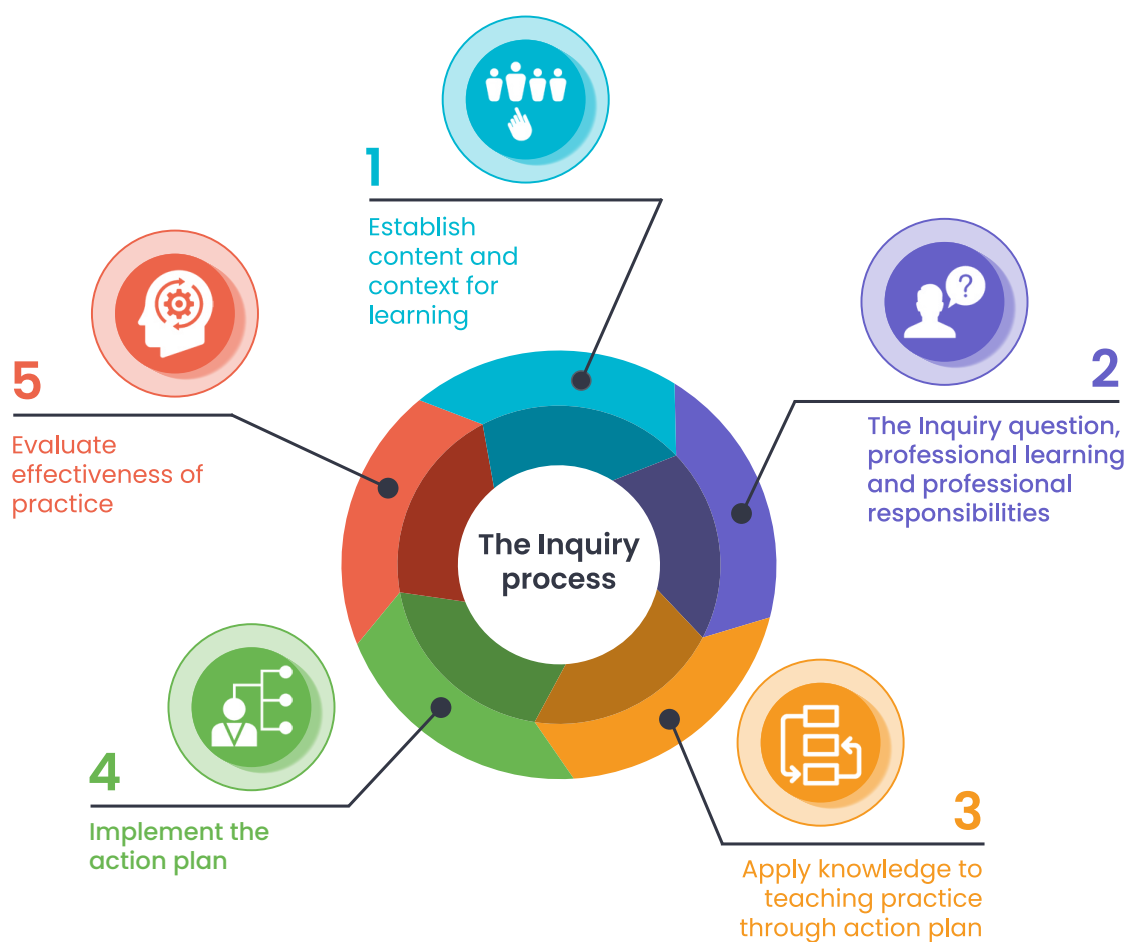 1
Establish
content and
context for
learning
2
The Inquiry question,
professional learning
and professional
responsibilities
3
Apply knowledge to
teaching practice
through action plan
4
Implement the
action plan
5
Evaluate
effectiveness of
practice
The Inquiry
process
?